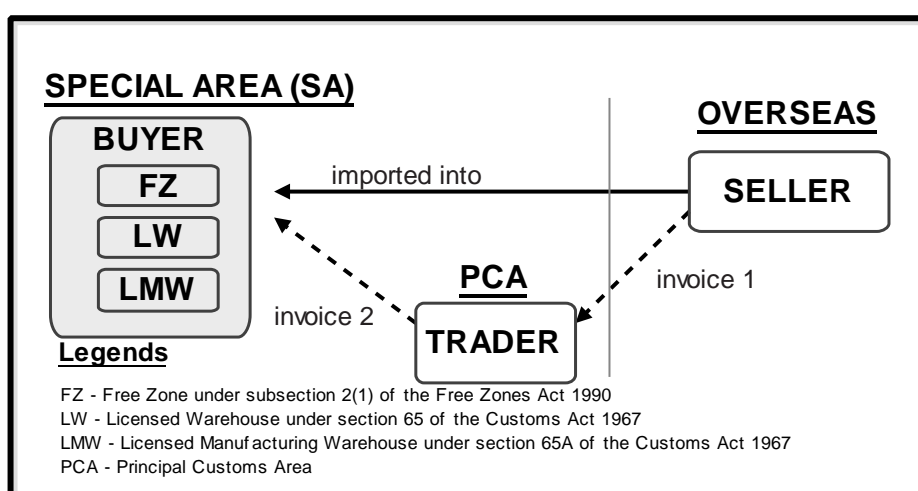 SPECIAL AREA (SA)
OVERSEAS
BUYER
FZ
LW
LMW
imported into
SELLER
PCA
invoice 1
invoice 2
TRADER
Legends
FZ - Free Zone under subsection 2(1) of the Free Zones Act 1990
LW - Licensed Warehouse under section 65 of the Customs Act 1967
LMW - Licensed Manufacturing Warehouse under section 65A of the Customs Act 1967
PCA - Principal Customs Area